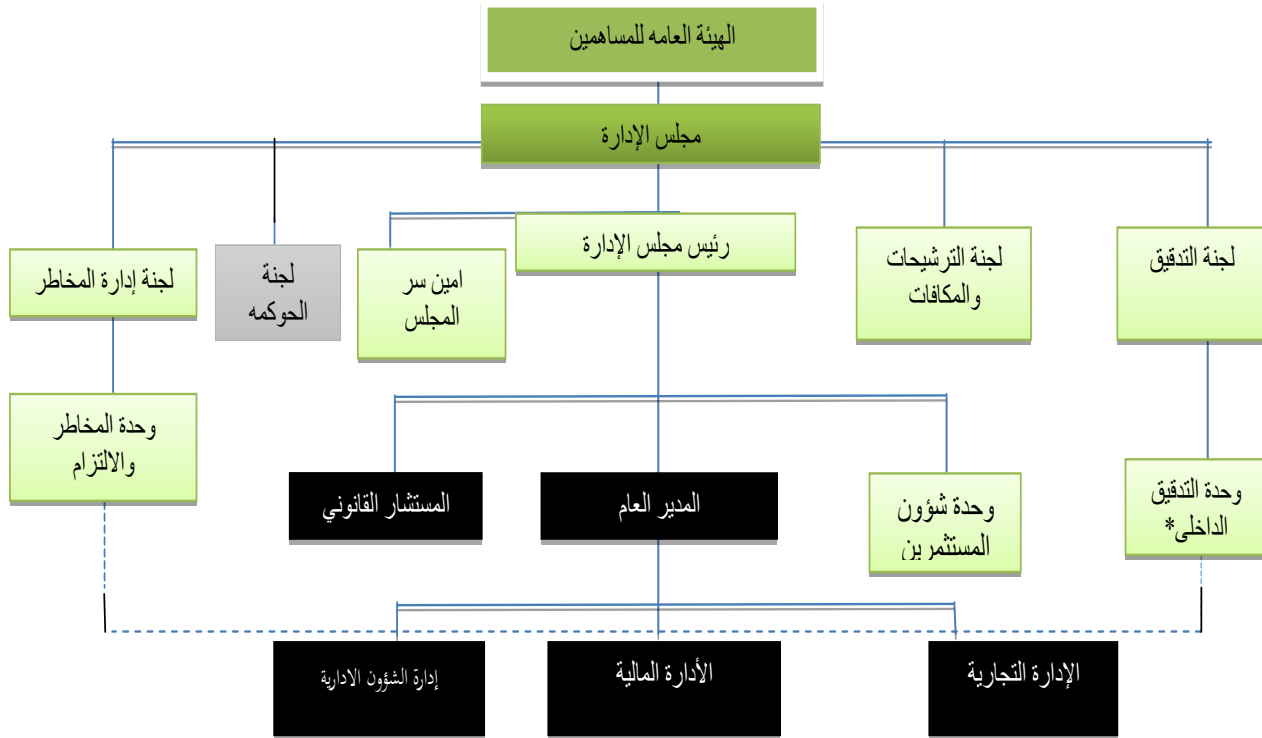 الهيئة العامه للمساهمين
مجلس الإدارة
لجنة التدقيق
لجنة الترشيحات
والمكافات
رئيس مجلس الإدارة
امين سر
المجلس
لجنة
الحوكمه
لجنة إدارة المخاطر
وحدة التدقيق
الداخلى*
وحدة شؤون
المستثمرين
المدير العام
المستشار القانوني
وحدة المخاطر
والالتزام
الإدارة التجارية
الأدارة المالية
إدارة الشؤون الادارية